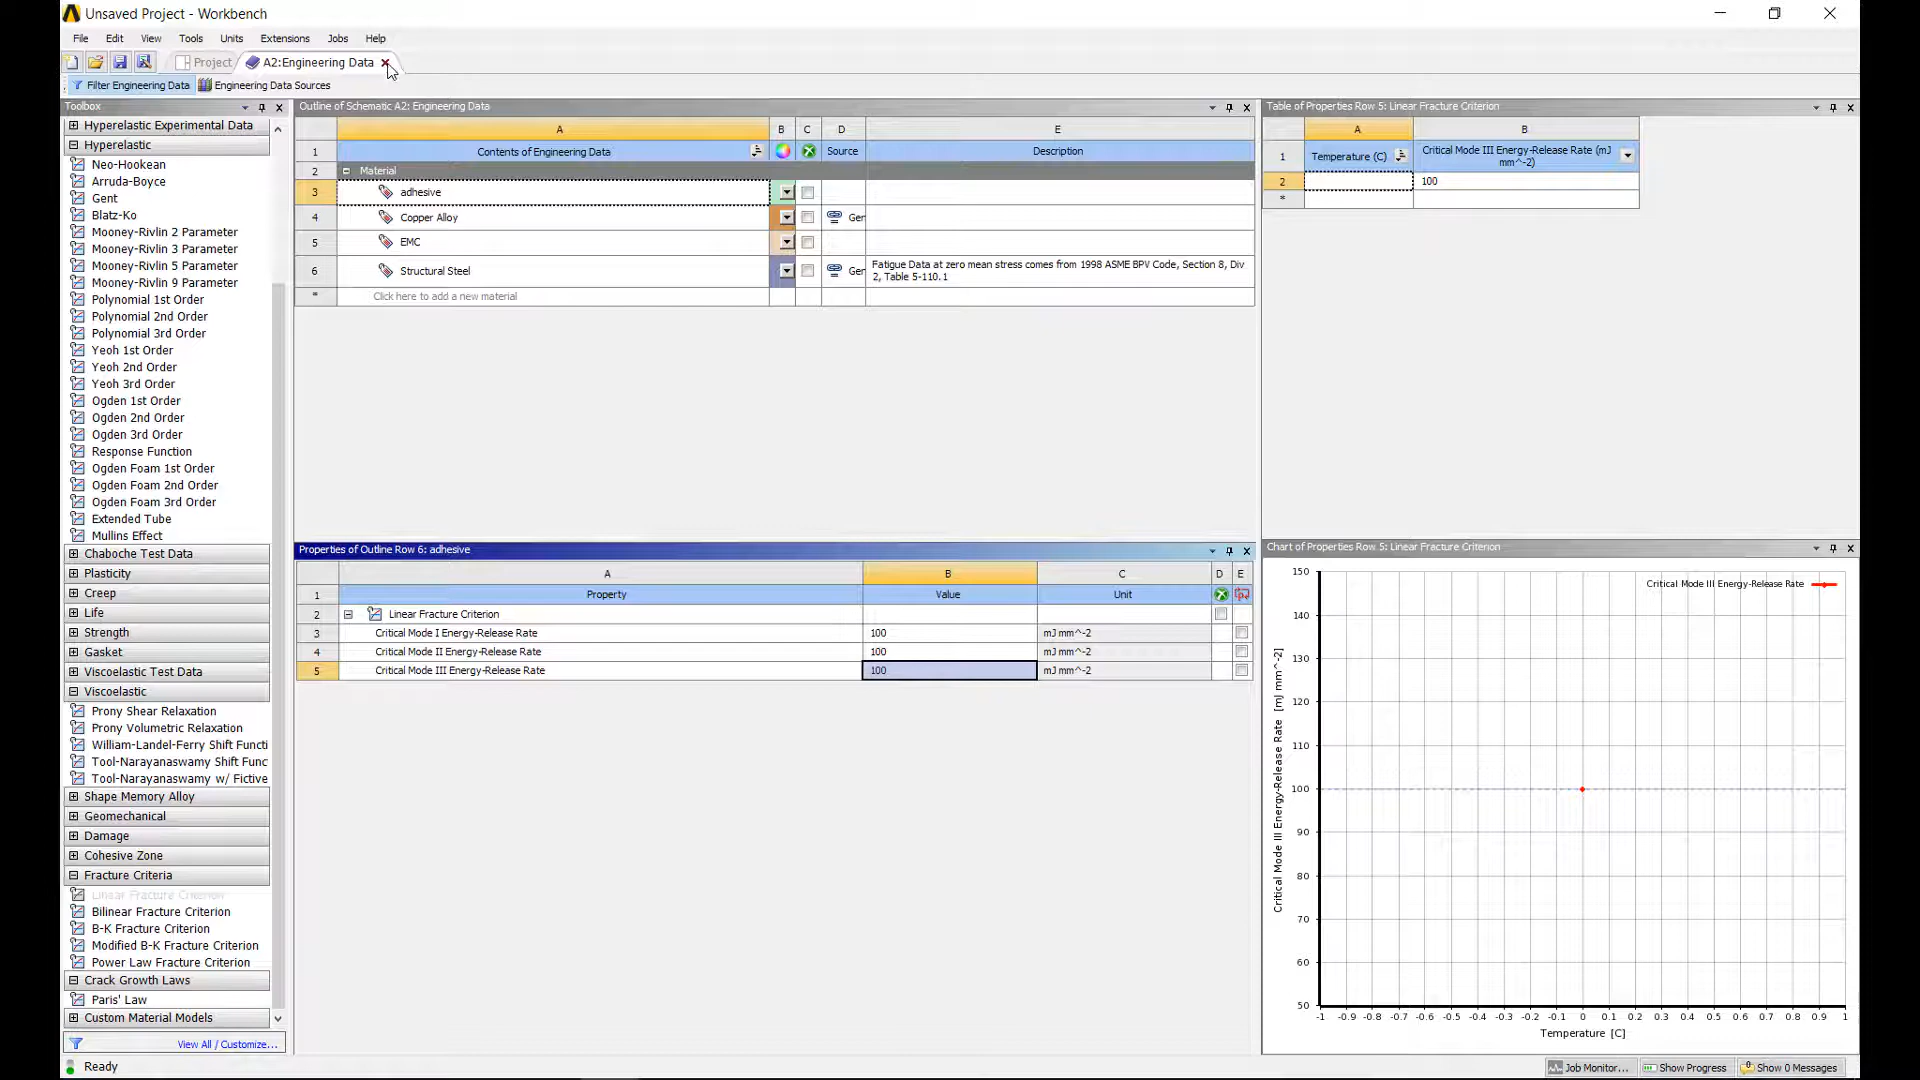 Unsaved Project - Workbench
File Edit View Tools Units Extensions Jobs Help
Project A2:Engineering Data
Filter Engineering Data Engineering Data Sources
Toolbox
Hyperelastic Experimental Data
Hyperelastic
Neo-Hookean
Arruda-Boyce
Gent
Blatz-Ko
Mooney-Rivlin 2 Parameter
Mooney-Rivlin 3 Parameter
Mooney-Rivlin 5 Parameter
Mooney-Rivlin 9 Parameter
Polynomial 1st Order
Polynomial 2nd Order
Polynomial 3rd Order
Yeoh 1st Order
Yeoh 2nd Order
Yeoh 3rd Order
Ogden 1st Order
Ogden 2nd Order
Ogden 3rd Order
Response Function
Ogden Foam 1st Order
Ogden Foam 2nd Order
Ogden Foam 3rd Order
Extended Tube
Mullins Effect
Chaboche Test Data
Plasticity
Creep
Life
Strength
Gasket
Viscoelastic Test Data
Viscoelastic
Prony Shear Relaxation
Prony Volumetric Relaxation
William-Landel-Ferry Shift Functi
Tool-Narayanaswamy Shift Func
Tool-Narayanaswamy w/ Fictive
Shape Memory Alloy
Geomechanical
Damage
Cohesive Zone
Fracture Criteria
Linear Fracture Criterion
Bilinear Fracture Criterion
B-K Fracture Criterion
Modified B-K Fracture Criterion
Power Law Fracture Criterion
Crack Growth Laws
Paris' Law
Custom Material Models
View All / Customize...
Outline of Schematic A2: Engineering Data
A B C D E
1 Contents of Engineering Data Source Description
2 Material
3 adhesive
4 Copper Alloy Ger
5 EMC
6 Structural Steel Ger Fatigue Data at zero mean stress comes from 1998 ASME BPV Code, Section 8, Div
2, Table 5-110.1
* Click here to add a new material
Properties of Outline Row 6: adhesive
A B C D E
1 Property Value Unit
2 Linear Fracture Criterion
3 Critical Mode I Energy-Release Rate 100 mJ mm^-2
4 Critical Mode II Energy-Release Rate 100 mJ mm^-2
5 Critical Mode III Energy-Release Rate 100 mJ mm^-2
Table of Properties Row 5: Linear Fracture Criterion
A B
1 Temperature (C) Critical Mode III Energy-Release Rate (mJ
mm^-2)
2 100
*
Chart of Properties Row 5: Linear Fracture Criterion
Critical Mode III Energy-Release Rate
Critical Mode III Energy-Release Rate [mJ mm^-2]
150
140
130
120
110
100
90
80
70
60
50
-1 -0.9 -0.8 -0.7 -0.6 -0.5 -0.4 -0.3 -0.2 -0.1 0 0.1 0.2 0.3 0.4 0.5 0.6 0.7 0.8 0.9 1
Temperature [C]
Ready
Job Monitor... Show Progress Show 0 Messages